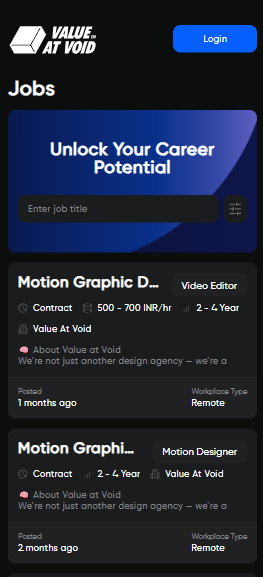 VALUE TM
AT VOID
Login
Jobs
Unlock Your Career
Potential
Enter job title
Motion Graphic D...
Video Editor
Contract
500 - 700 INR/hr
2 - 4 Year
Value At Void
🧠 About Value at Void
We're not just another design agency — we're a
Posted
Workplace Type
1 months ago
Remote
Motion Graphi...
Motion Designer
Contract
2 - 4 Year
Value At Void
🧠 About Value at Void
We're not just another design agency — we're a
Posted
Workplace Type
2 months ago
Remote